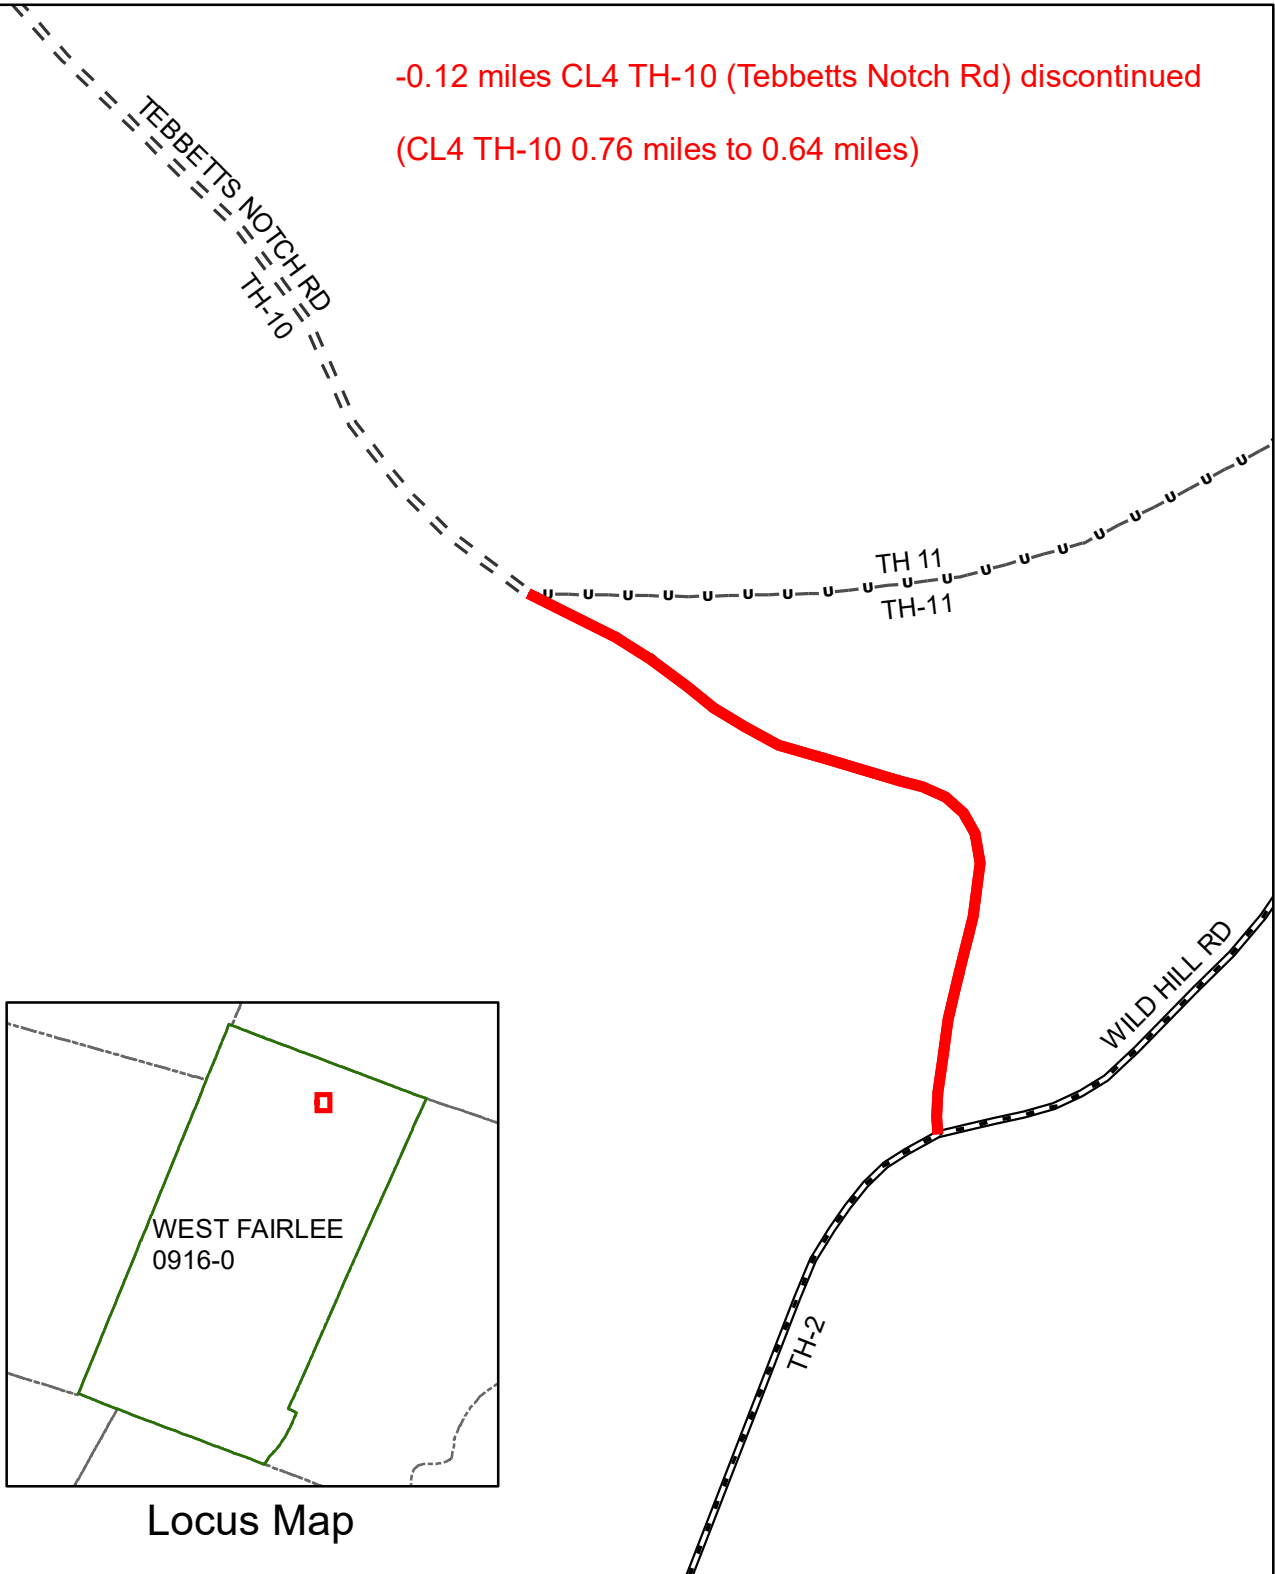 -0.12 miles CL4 TH-10 (Tebbetts Notch Rd) discontinued
(CL4 TH-10 0.76 miles to 0.64 miles)
TEBBETTS NOTCH RD
TH-10
TH 11
U U U U U U U U U U U U U U U U U U U
TH-11
WILD HILL RD
TH-2
WEST FAIRLEE
0916-0
Locus Map